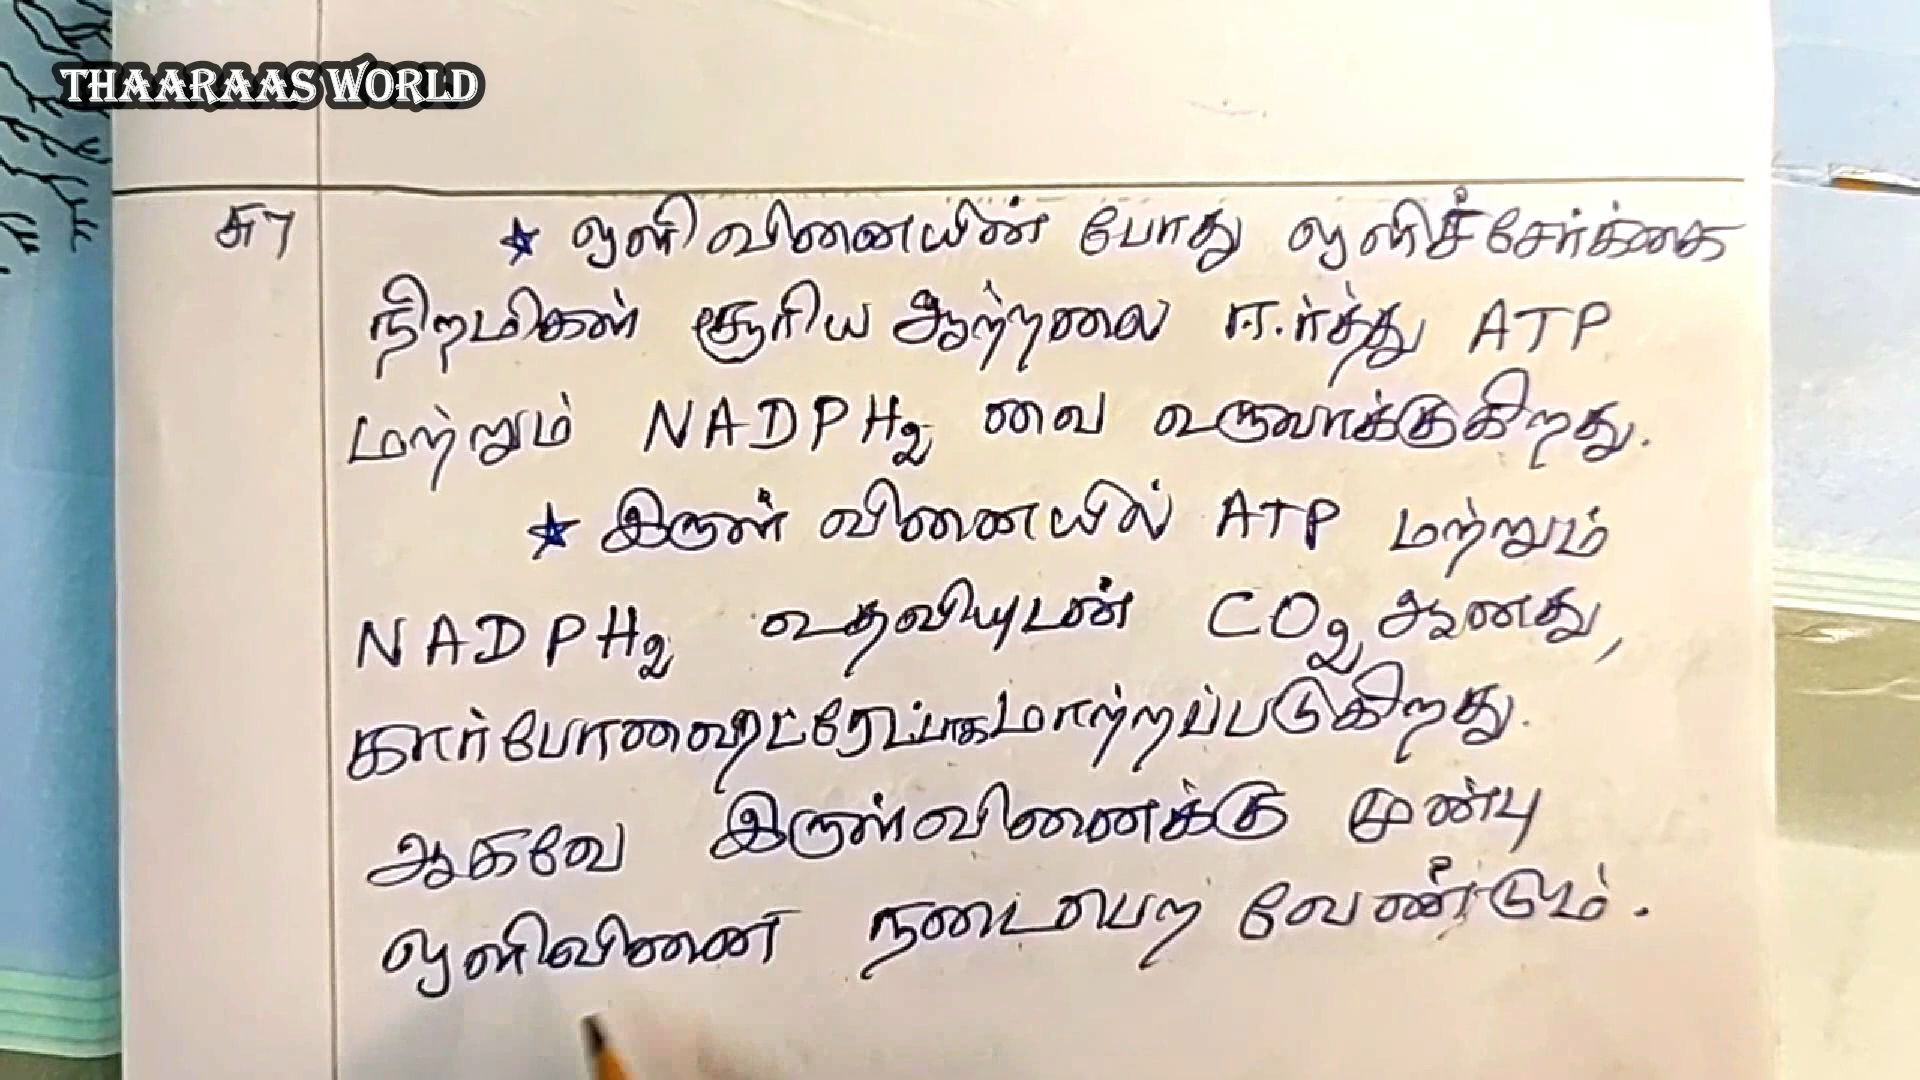 THAARAAS WORLD
57 ★ ஒளிவினையின் போது ஒளிச்சேர்க்கை
நிறமிகள் சூரிய ஆற்றலை ஈர்த்து ATP
மற்றும் NADPH₂ வை உருவாக்குகிறது.
★ இருள் வினையில் ATP மற்றும்
NADPH₂ உதவியுடன் CO₂ ஆனது,
கார்போஹைட்ரேட்டாக மாற்றப்படுகிறது.
ஆகவே இருள்வினைக்கு முன்பு
ஒளிவினை நடைபெற வேண்டும்.